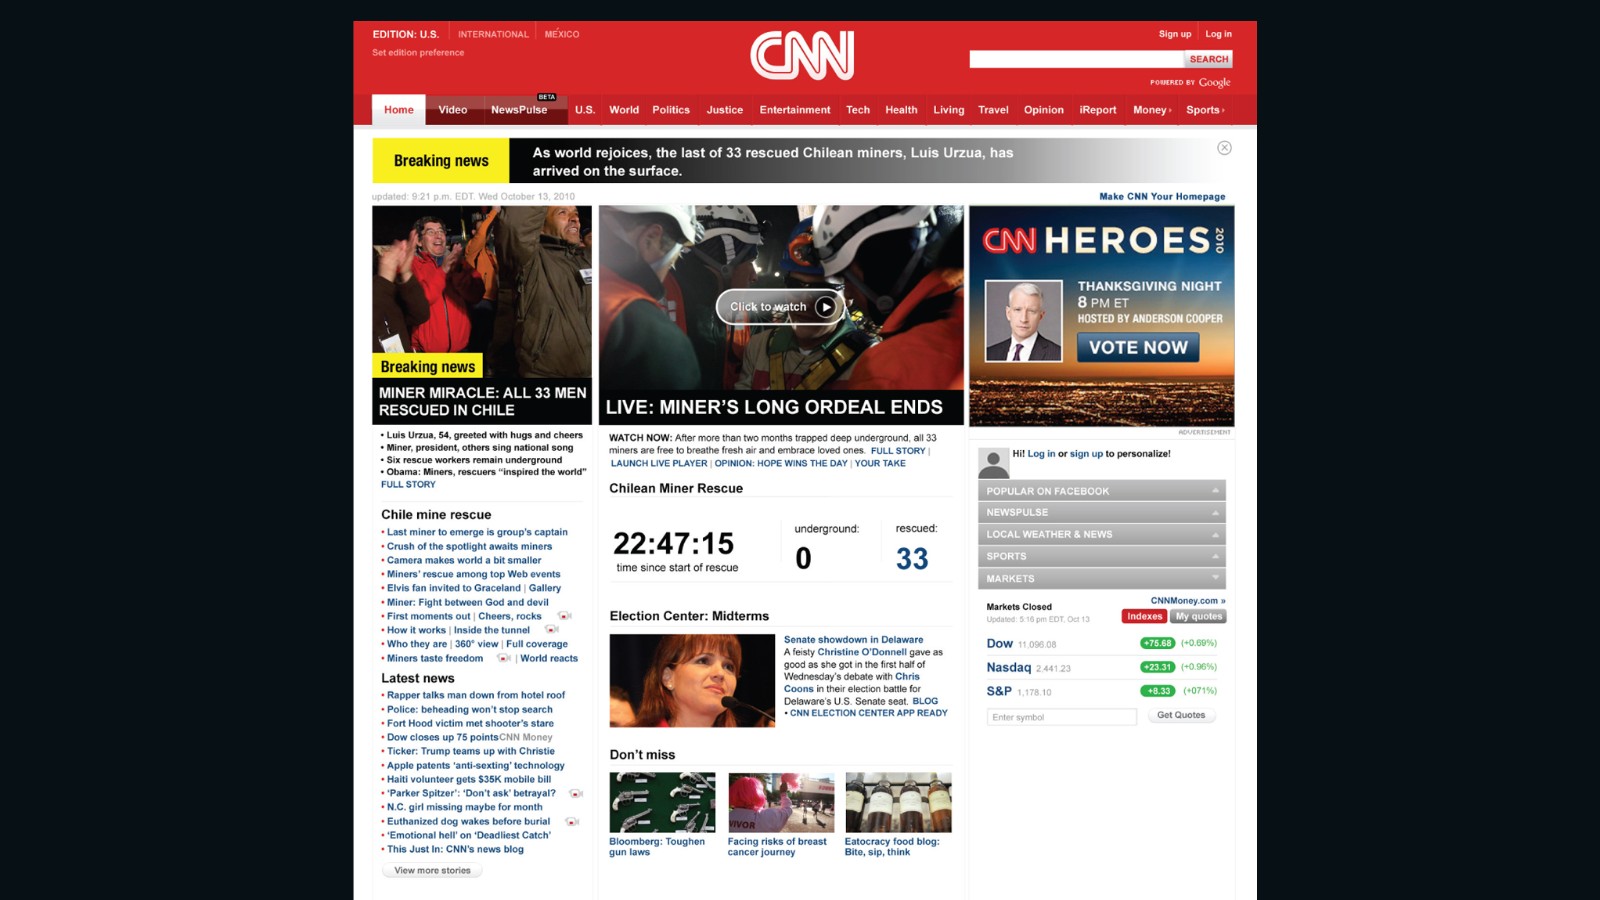 EDITION: U.S.
INTERNATIONAL
MÉXICO
Set edition preference
CNN
Sign up
Log in
SEARCH
POWERED BY Google
Home
Video
NewsPulse
BETA
U.S.
World
Politics
Justice
Entertainment
Tech
Health
Living
Travel
Opinion
iReport
Money
Sports
Breaking news
As world rejoices, the last of 33 rescued Chilean miners, Luis Urzua, has
arrived on the surface.
updated: 9:21 p.m. EDT. Wed October 13, 2010
Make CNN Your Homepage
Breaking news
MINER MIRACLE: ALL 33 MEN
RESCUED IN CHILE
• Luis Urzua, 54, greeted with hugs and cheers
• Miner, president, others sing national song
• Six rescue workers remain underground
• Obama: Miners, rescuers “inspired the world”
FULL STORY
Chile mine rescue
• Last miner to emerge is group’s captain
• Crush of the spotlight awaits miners
• Camera makes world a bit smaller
• Miners’ rescue among top Web events
• Elvis fan invited to Graceland | Gallery
• Miner: Fight between God and devil
• First moments out | Cheers, rocks
• How it works | Inside the tunnel
• Who they are | 360° view | Full coverage
• Miners taste freedom | World reacts
Latest news
• Rapper talks man down from hotel roof
• Police: beheading won’t stop search
• Fort Hood victim met shooter’s stare
• Dow closes up 75 pointsCNN Money
• Ticker: Trump teams up with Christie
• Apple patents ‘anti-sexting’ technology
• Haiti volunteer gets $35K mobile bill
• ‘Parker Spitzer’: ‘Don’t ask’ betrayal?
• N.C. girl missing maybe for month
• Euthanized dog wakes before burial
• ‘Emotional hell’ on ‘Deadliest Catch’
• This Just In: CNN’s news blog
View more stories
Click to watch
LIVE: MINER’S LONG ORDEAL ENDS
WATCH NOW: After more than two months trapped deep underground, all 33
miners are free to breathe fresh air and embrace loved ones. FULL STORY |
LAUNCH LIVE PLAYER | OPINION: HOPE WINS THE DAY | YOUR TAKE
Chilean Miner Rescue
22:47:15
time since start of rescue
underground:
0
rescued:
33
Election Center: Midterms
Senate showdown in Delaware
A feisty Christine O’Donnell gave as
good as she got in the first half of
Wednesday’s debate with Chris
Coons in their election battle for
Delaware’s U.S. Senate seat. BLOG
• CNN ELECTION CENTER APP READY
Don’t miss
VIVOR
Bloomberg: Toughen
gun laws
Facing risks of breast
cancer journey
Eatocracy food blog:
Bite, sip, think
CNN HEROES 2010
THANKSGIVING NIGHT
8 PM ET
HOSTED BY ANDERSON COOPER
VOTE NOW
ADVERTISEMENT
Hi! Log in or sign up to personalize!
POPULAR ON FACEBOOK
NEWSPULSE
LOCAL WEATHER & NEWS
SPORTS
MARKETS
CNNMoney.com »
Markets Closed
Updated: 5:16 pm EDT, Oct 13
Indexes
My quotes
Dow 11,096.08 +75.68 (+0.69%)
Nasdaq 2,441.23 +23.31 (+0.96%)
S&P 1,178.10 +8.33 (+071%)
Enter symbol
Get Quotes